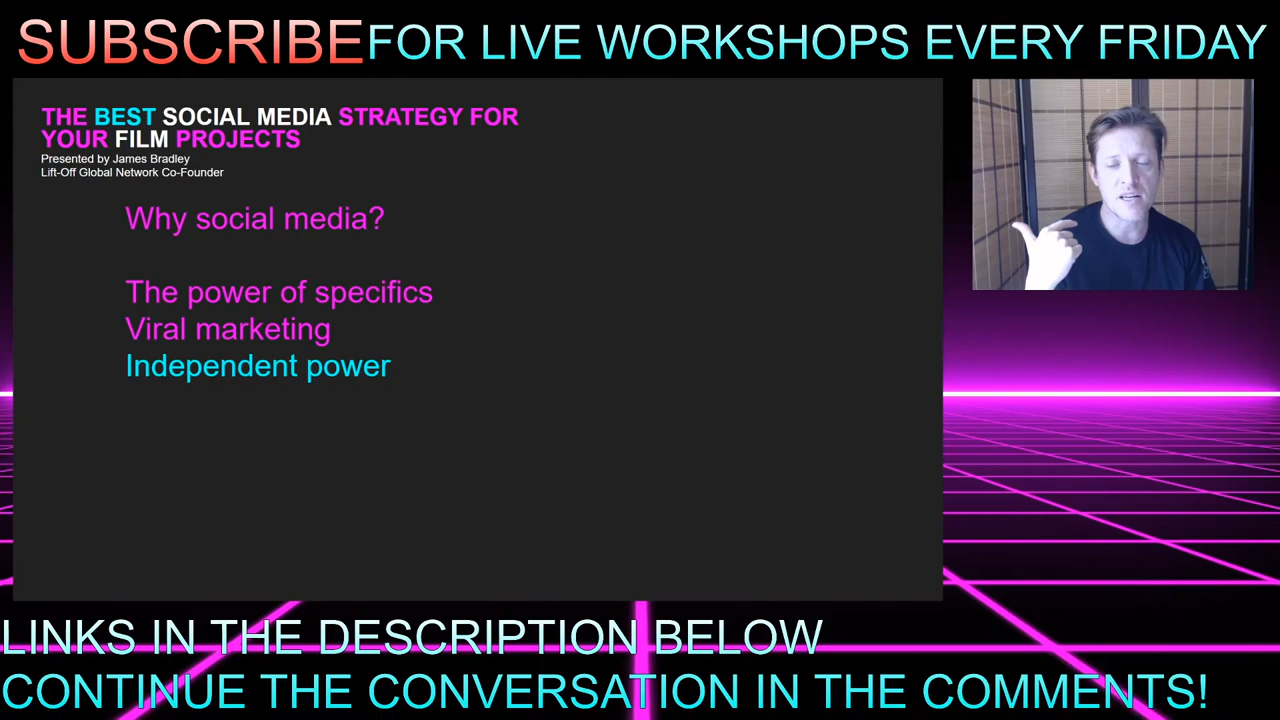 SUBSCRIBE FOR LIVE WORKSHOPS EVERY FRIDAY
THE BEST SOCIAL MEDIA STRATEGY FOR
YOUR FILM PROJECTS
Presented by James Bradley
Lift-Off Global Network Co-Founder
Why social media?
The power of specifics
Viral marketing
Independent power
LINKS IN THE DESCRIPTION BELOW
CONTINUE THE CONVERSATION IN THE COMMENTS!